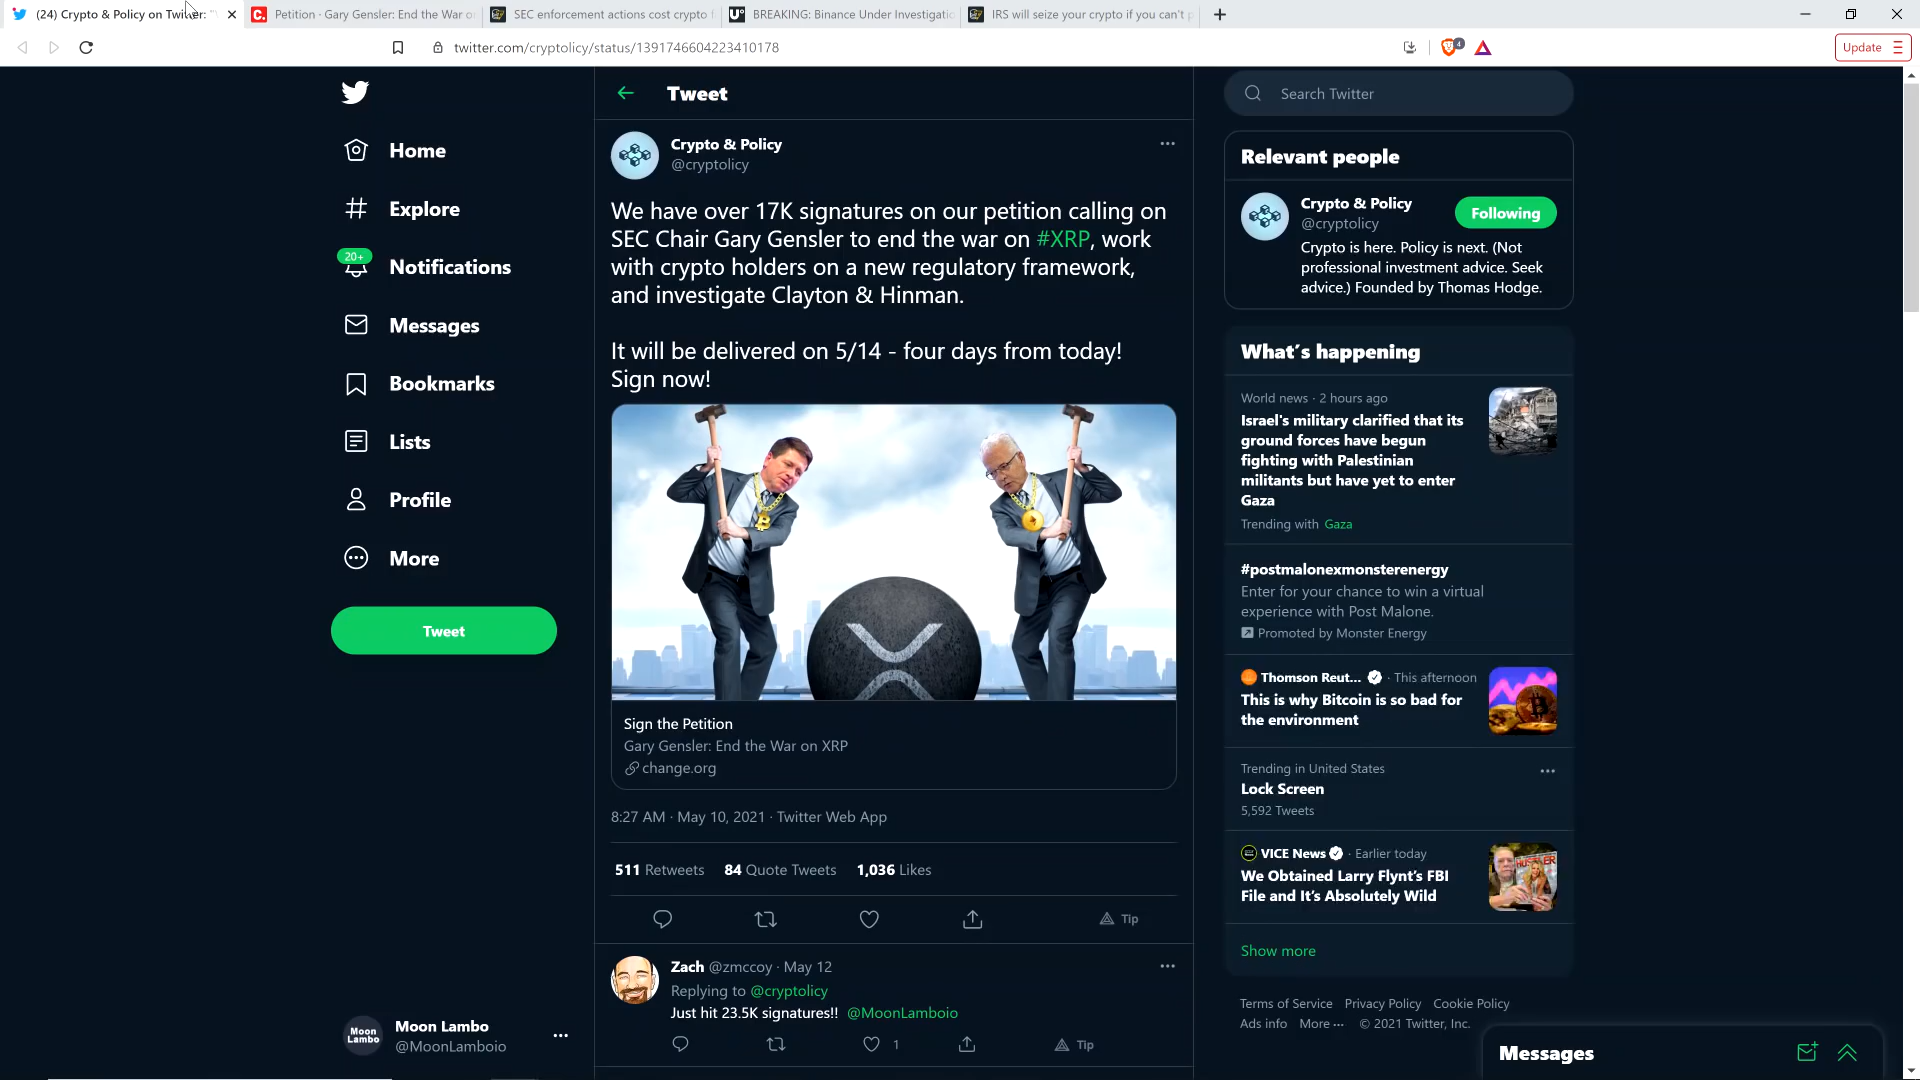 (24) Crypto & Policy on Twitter: "
Petition · Gary Gensler: End the War o
SEC enforcement actions cost crypto f
BREAKING: Binance Under Investigatio
IRS will seize your crypto if you can't p
twitter.com/cryptolicy/status/1391746604223410178
4
Update
Home
Explore
20+
Notifications
Messages
Bookmarks
Lists
Profile
More
Tweet
Moon Lambo
Moon Lambo
@MoonLamboio
Tweet
Crypto & Policy
@cryptolicy
We have over 17K signatures on our petition calling on
SEC Chair Gary Gensler to end the war on #XRP, work
with crypto holders on a new regulatory framework,
and investigate Clayton & Hinman.
It will be delivered on 5/14 - four days from today!
Sign now!
Sign the Petition
Gary Gensler: End the War on XRP
change.org
8:27 AM · May 10, 2021 · Twitter Web App
511 Retweets 84 Quote Tweets 1,036 Likes
Tip
Zach @zmccoy · May 12
Replying to @cryptolicy
Just hit 23.5K signatures!! @MoonLamboio
1
Tip
Search Twitter
Relevant people
Crypto & Policy
@cryptolicy
Following
Crypto is here. Policy is next. (Not
professional investment advice. Seek
advice.) Founded by Thomas Hodge.
What's happening
World news · 2 hours ago
Israel's military clarified that its
ground forces have begun
fighting with Palestinian
militants but have yet to enter
Gaza
Trending with Gaza
#postmalonexmonsterenergy
Enter for your chance to win a virtual
experience with Post Malone.
Promoted by Monster Energy
Thomson Reut... · This afternoon
This is why Bitcoin is so bad for
the environment
Trending in United States
Lock Screen
5,592 Tweets
VICE News · Earlier today
We Obtained Larry Flynt's FBI
File and It's Absolutely Wild
HUSTLER
Show more
Terms of Service Privacy Policy Cookie Policy
Ads info More ··· © 2021 Twitter, Inc.
Messages